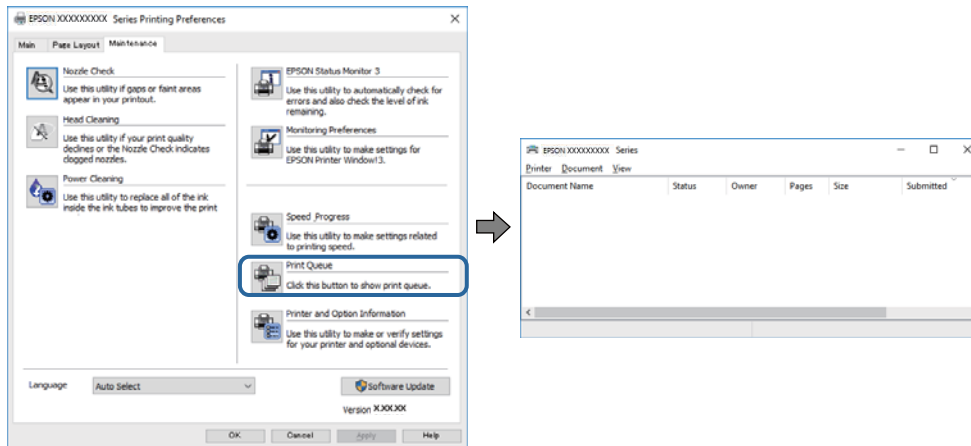 EPSON XXXXXXXXX Series Printing Preferences
Main Page Layout Maintenance
Nozzle Check
Use this utility if gaps or faint areas
appear in your printout.
Head Cleaning
Use this utility if your print quality
declines or the Nozzle Check indicates
clogged nozzles.
Power Cleaning
Use this utility to replace all of the ink
inside the ink tubes to improve the print
EPSON Status Monitor 3
Use this utility to automatically check for
errors and also check the level of ink
remaining.
Monitoring Preferences
Use this utility to make settings for
EPSON Printer Window!3.
Speed_Progress
Use this utility to make settings related
to printing speed.
Print Queue
Click this button to show print queue.
Printer and Option Information
Use this utility to make or verify settings
for your printer and optional devices.
Language Auto Select
Software Update
Version X.XX.XX
OK Cancel Apply Help
EPSON XXXXXXXXX Series
Printer Document View
Document Name Status Owner Pages Size Submitted